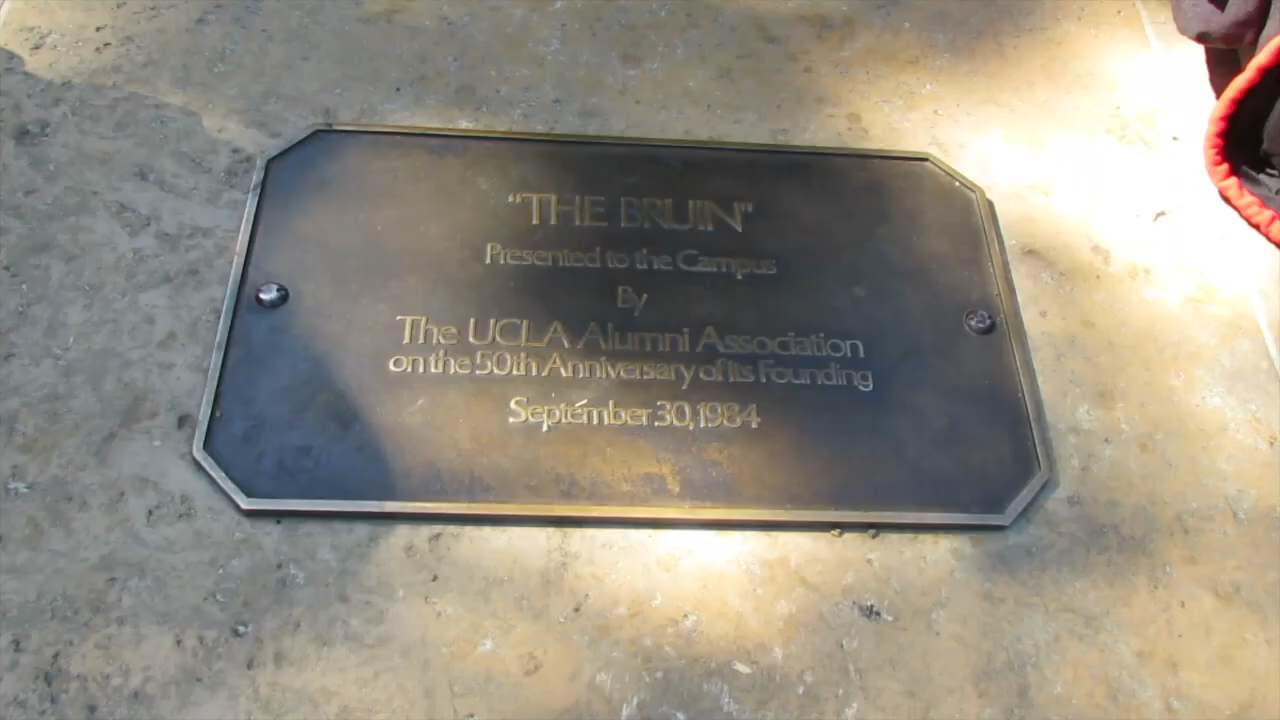 "THE BRUIN"
Presented to the Campus
By
The UCLA Alumni Association
on the 50th Anniversary of Its Founding
September 30, 1984